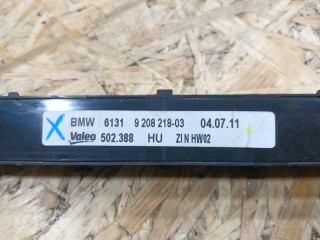 BMW 6131 9 208 218-03 04.07.11
Valeo 502.388 HU ZI N HW02